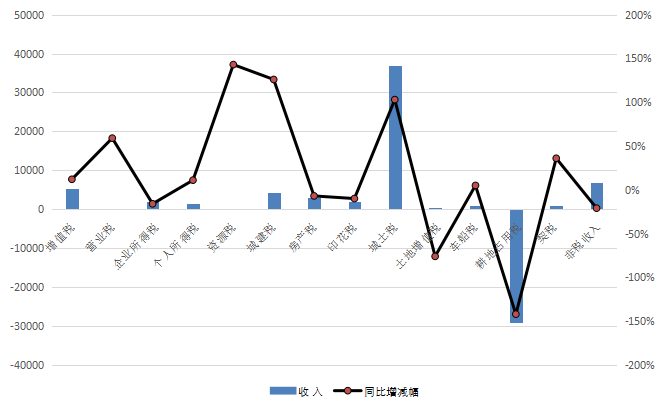 50000
40000
30000
20000
10000
0
-10000
-20000
-30000
-40000
200%
150%
100%
50%
0%
-50%
-100%
-150%
-200%
增值税
营业税
企业所得税
个人所得税
资源税
城建税
房产税
印花税
城土税
土地增值税
车船税
耕地占用税
契税
非税收入
收入
同比增减幅